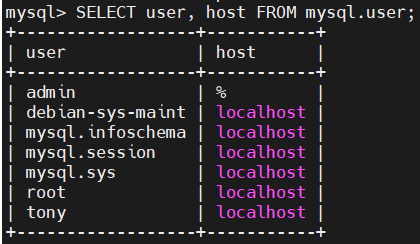 mysql> SELECT user, host FROM mysql.user;
+------------------+-----------+
| user             | host      |
+------------------+-----------+
| admin            | %         |
| debian-sys-maint | localhost |
| mysql.infoschema | localhost |
| mysql.session    | localhost |
| mysql.sys        | localhost |
| root             | localhost |
| tony             | localhost |
+------------------+-----------+